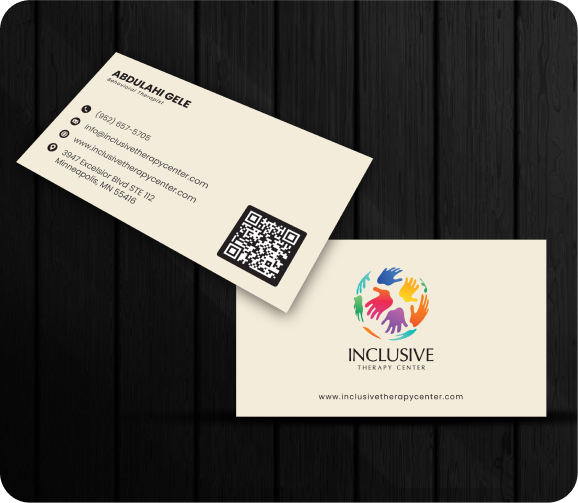 ABDULAHI GELE
Behavioral Therapist
(952) 657-5705
info@inclusivetherapycenter.com
www.inclusivetherapycenter.com
3947 Excelsior Blvd STE 112
Minneapolis, MN 55416
INCLUSIVE
THERAPY CENTER
www.inclusivetherapycenter.com